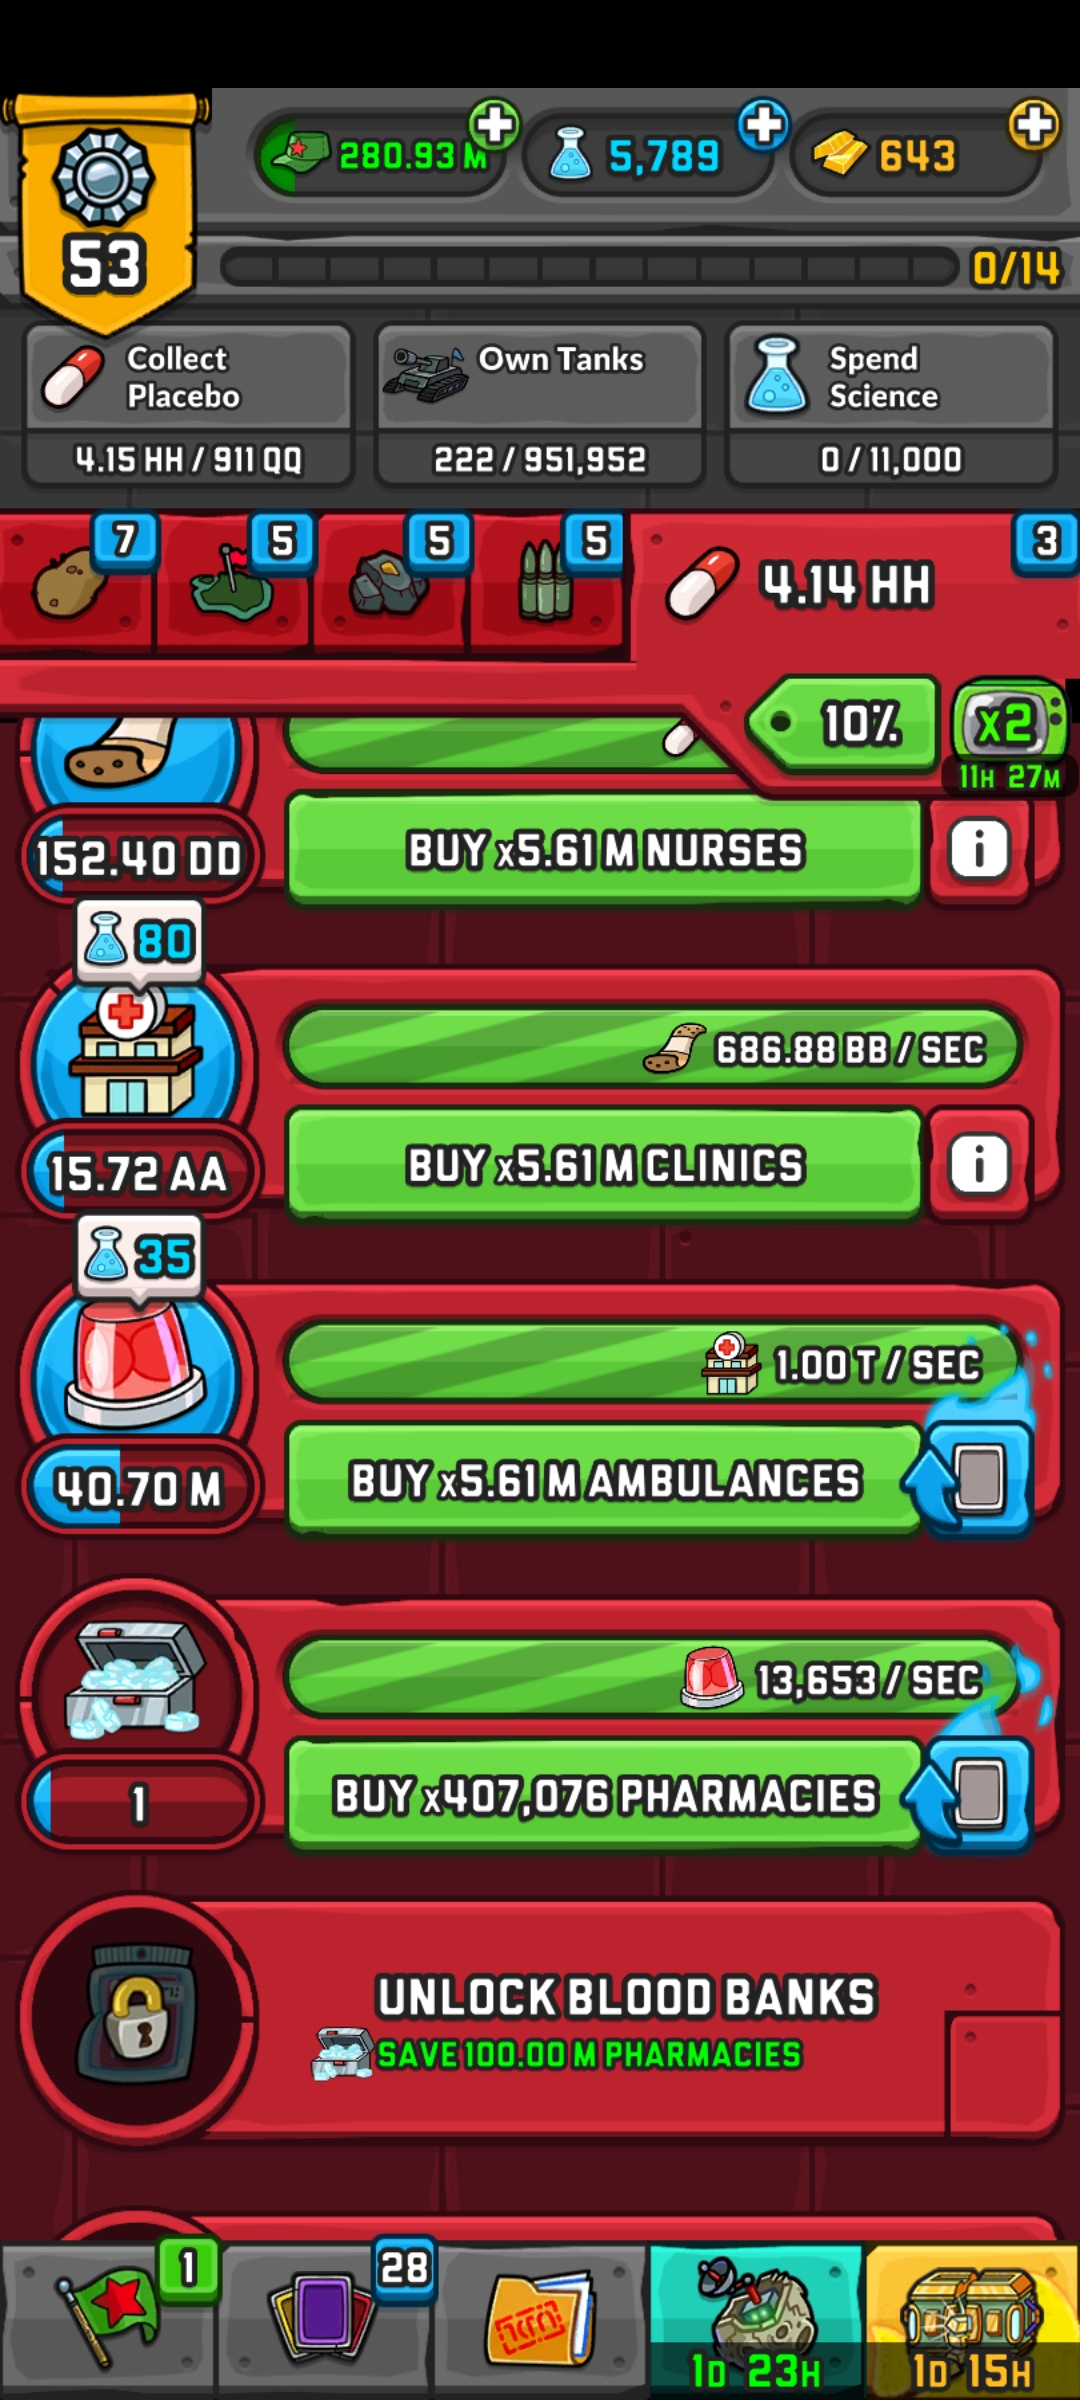 280.93 M
5,789
643
53
0/14
Collect
Placebo
4.15 HH / 911 QQ
Own Tanks
222 / 951,952
Spend
Science
0 / 11,000
7
5
5
5
4.14 HH
3
10%
x2
11H 27M
152.40 DD
BUY x5.61 M NURSES
i
80
686.88 BB / SEC
15.72 AA
BUY x5.61 M CLINICS
i
35
1.00 T / SEC
40.70 M
BUY x5.61 M AMBULANCES
13,653 / SEC
1
BUY x407,076 PHARMACIES
UNLOCK BLOOD BANKS
SAVE 100.00 M PHARMACIES
1
28
1D 23H
1D 15H